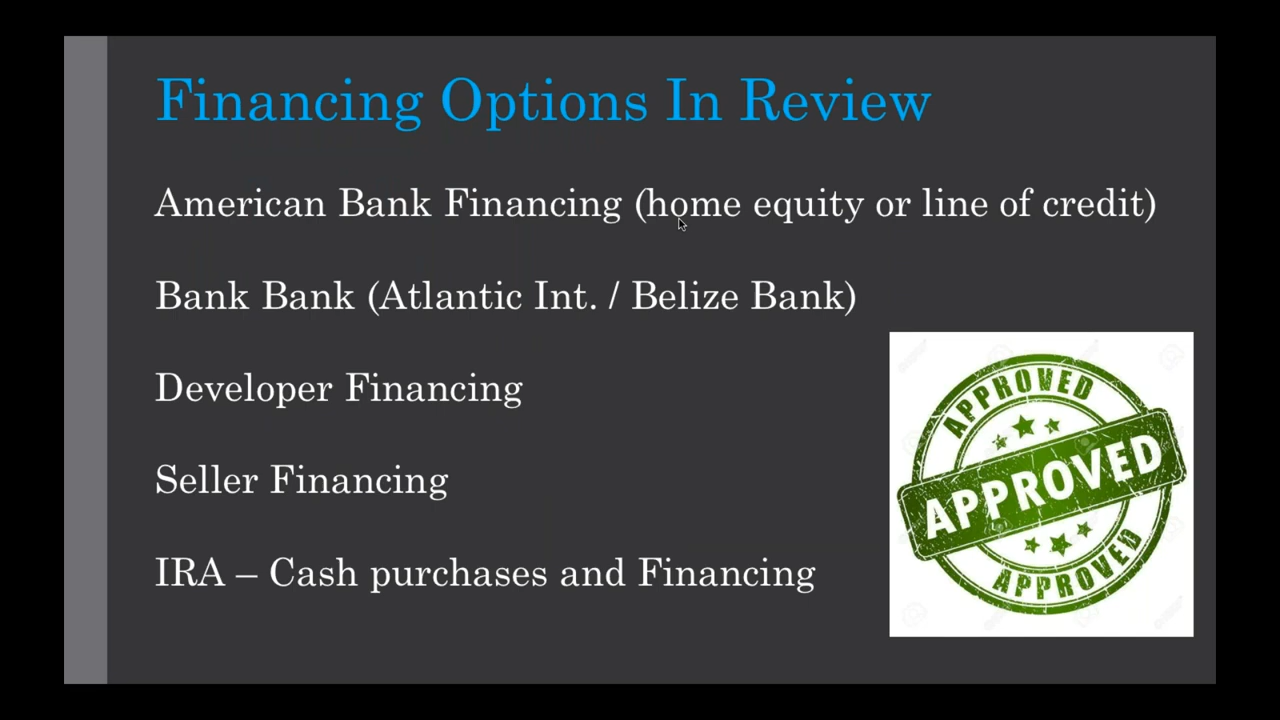 Financing Options In Review
American Bank Financing (home equity or line of credit)
Bank Bank (Atlantic Int. / Belize Bank)
Developer Financing
Seller Financing
IRA – Cash purchases and Financing
APPROVED
APPROVED
APPROVED